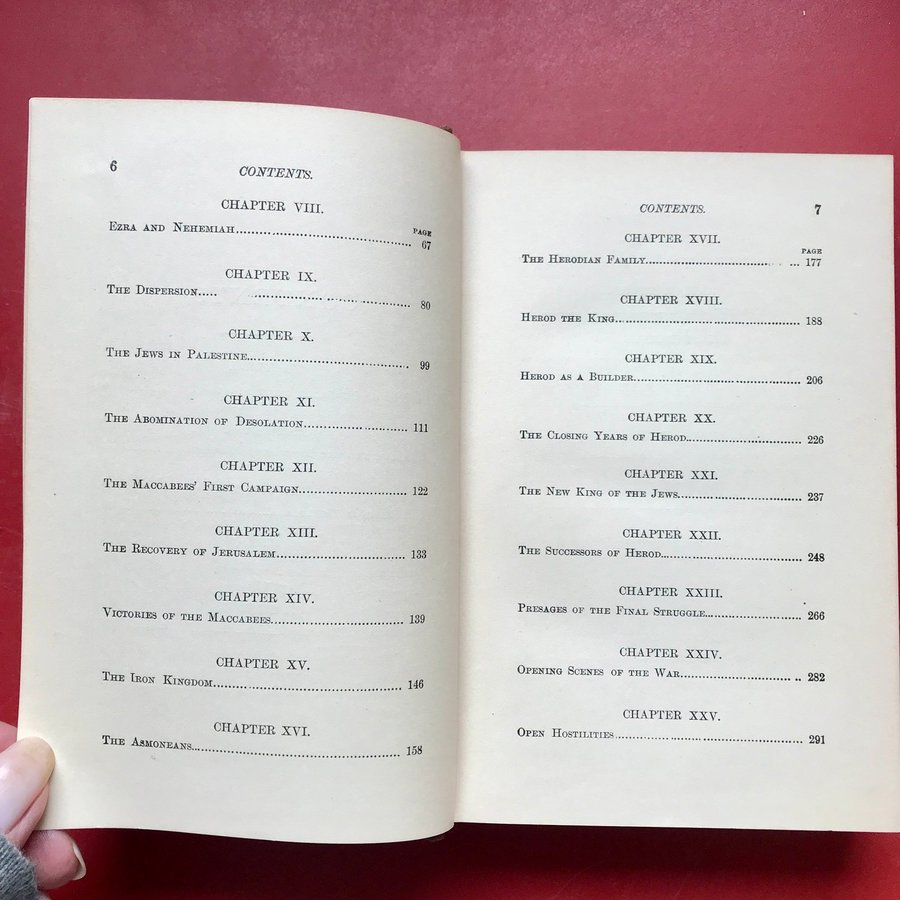 6 CONTENTS.
CHAPTER VIII.
PAGE
EZRA AND NEHEMIAH........................................ 67
CHAPTER IX.
THE DISPERSION..... ................................ 80
CHAPTER X.
THE JEWS IN PALESTINE.................................... 99
CHAPTER XI.
THE ABOMINATION OF DESOLATION........................ 111
CHAPTER XII.
THE MACCABEES' FIRST CAMPAIGN........................ 122
CHAPTER XIII.
THE RECOVERY OF JERUSALEM............................ 133
CHAPTER XIV.
VICTORIES OF THE MACCABEES............................ 139
CHAPTER XV.
THE IRON KINGDOM........................................ 146
CHAPTER XVI.
THE ASMONEANS............................................ 158
CONTENTS. 7
CHAPTER XVII.
PAGE
THE HERODIAN FAMILY............................ ... 177
CHAPTER XVIII.
HEROD THE KING........................................ 188
CHAPTER XIX.
HEROD AS A BUILDER.................................... 206
CHAPTER XX.
THE CLOSING YEARS OF HEROD............................ 226
CHAPTER XXI.
THE NEW KING OF THE JEWS............................ 237
CHAPTER XXII.
THE SUCCESSORS OF HEROD................................ 248
CHAPTER XXIII.
PRESAGES OF THE FINAL STRUGGLE........................ 266
CHAPTER XXIV.
OPENING SCENES OF THE WAR........................ .. 282
CHAPTER XXV.
OPEN HOSTILITIES........................................ 291